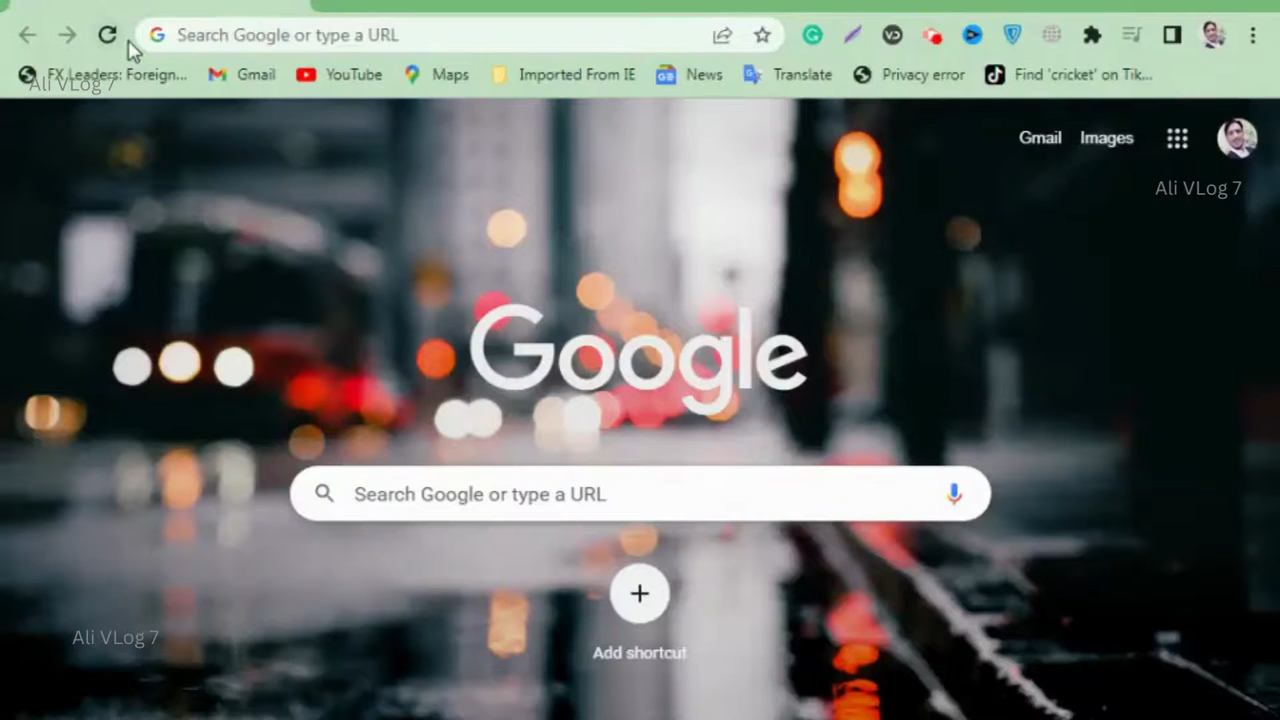 Search Google or type a URL
FX Leaders: Foreign... Gmail YouTube Maps Imported From IE News Translate Privacy error Find 'cricket' on Tik...
Ali VLog 7
Gmail Images
Ali VLog 7
Google
Search Google or type a URL
Add shortcut
Ali VLog 7